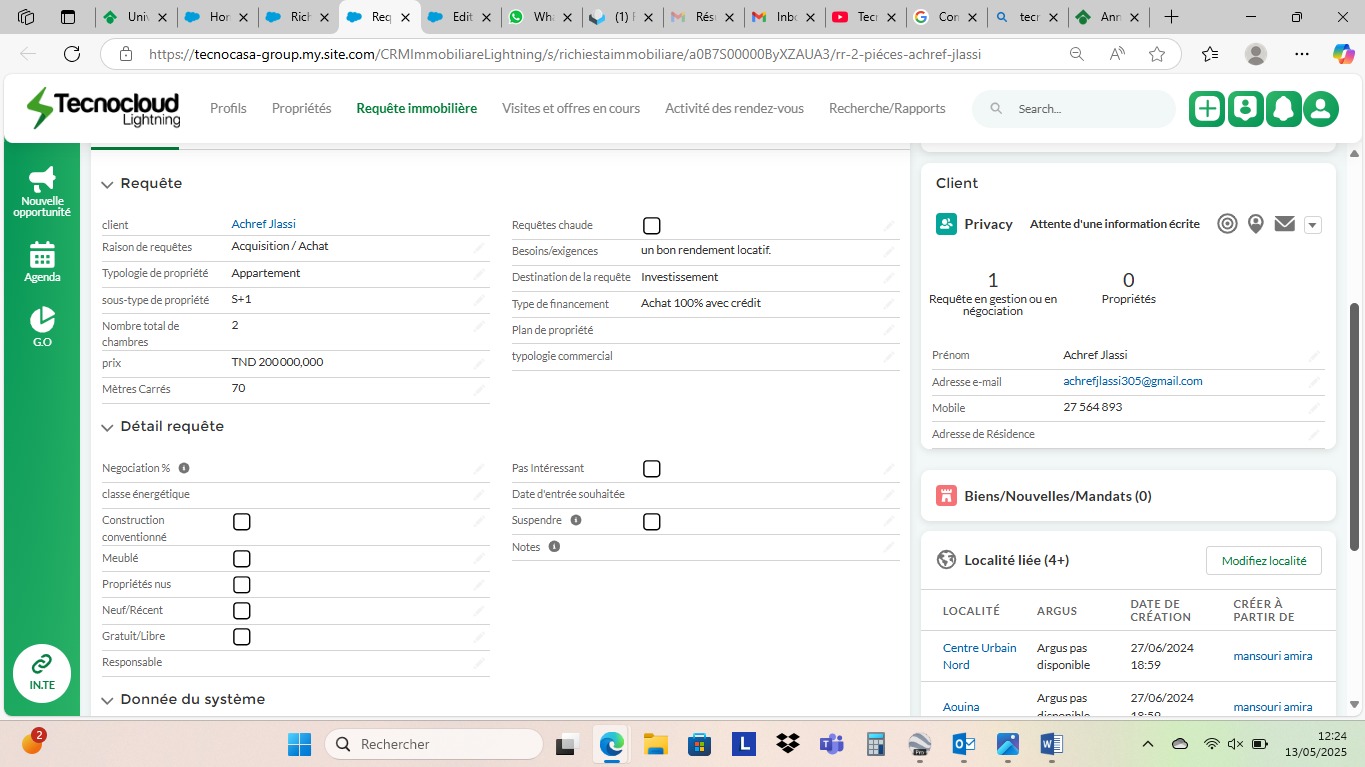 Univ
Hor
Rich
Req
Edit
Wha
(1) F
Résu
Inbo
Tecn
Con
tecn
Ann
https://tecnocasa-group.my.site.com/CRMImmobiliareLightning/s/richiestaimmobiliare/a0B7S00000ByXZAUA3/rr-2-piéces-achref-jlassi
Tecnocloud
Lightning
Profils
Propriétés
Requête immobilière
Visites et offres en cours
Activité des rendez-vous
Recherche/Rapports
Search...
Nouvelle
opportunité
Agenda
G.O
IN.TE
Requête
client Achref Jlassi
Raison de requêtes Acquisition / Achat
Typologie de propriété Appartement
sous-type de propriété S+1
Nombre total de
chambres 2
prix TND 200 000,000
Mètres Carrés 70
Requêtes chaude
Besoins/exigences un bon rendement locatif.
Destination de la requête Investissement
Type de financement Achat 100% avec crédit
Plan de propriété
typologie commercial
Détail requête
Negociation %
classe énergétique
Construction
conventionné
Meublé
Propriétés nus
Neuf/Récent
Gratuit/Libre
Responsable
Pas Intéressant
Date d'entrée souhaitée
Suspendre
Notes
Donnée du système
Client
Privacy Attente d'une information écrite
1
Requête en gestion ou en
négociation
0
Propriétés
Prénom Achref Jlassi
Adresse e-mail achrefjlassi305@gmail.com
Mobile 27 564 893
Adresse de Résidence
Biens/Nouvelles/Mandats (0)
Localité liée (4+)
Modifiez localité
LOCALITÉ
ARGUS
DATE DE
CRÉATION
CRÉER À
PARTIR DE
Centre Urbain
Nord
Argus pas
disponible
27/06/2024
18:59
mansouri amira
Aouina
Argus pas
disponible
27/06/2024
18:59
mansouri amira
2
Rechercher
L
Pro
12:24
13/05/2025